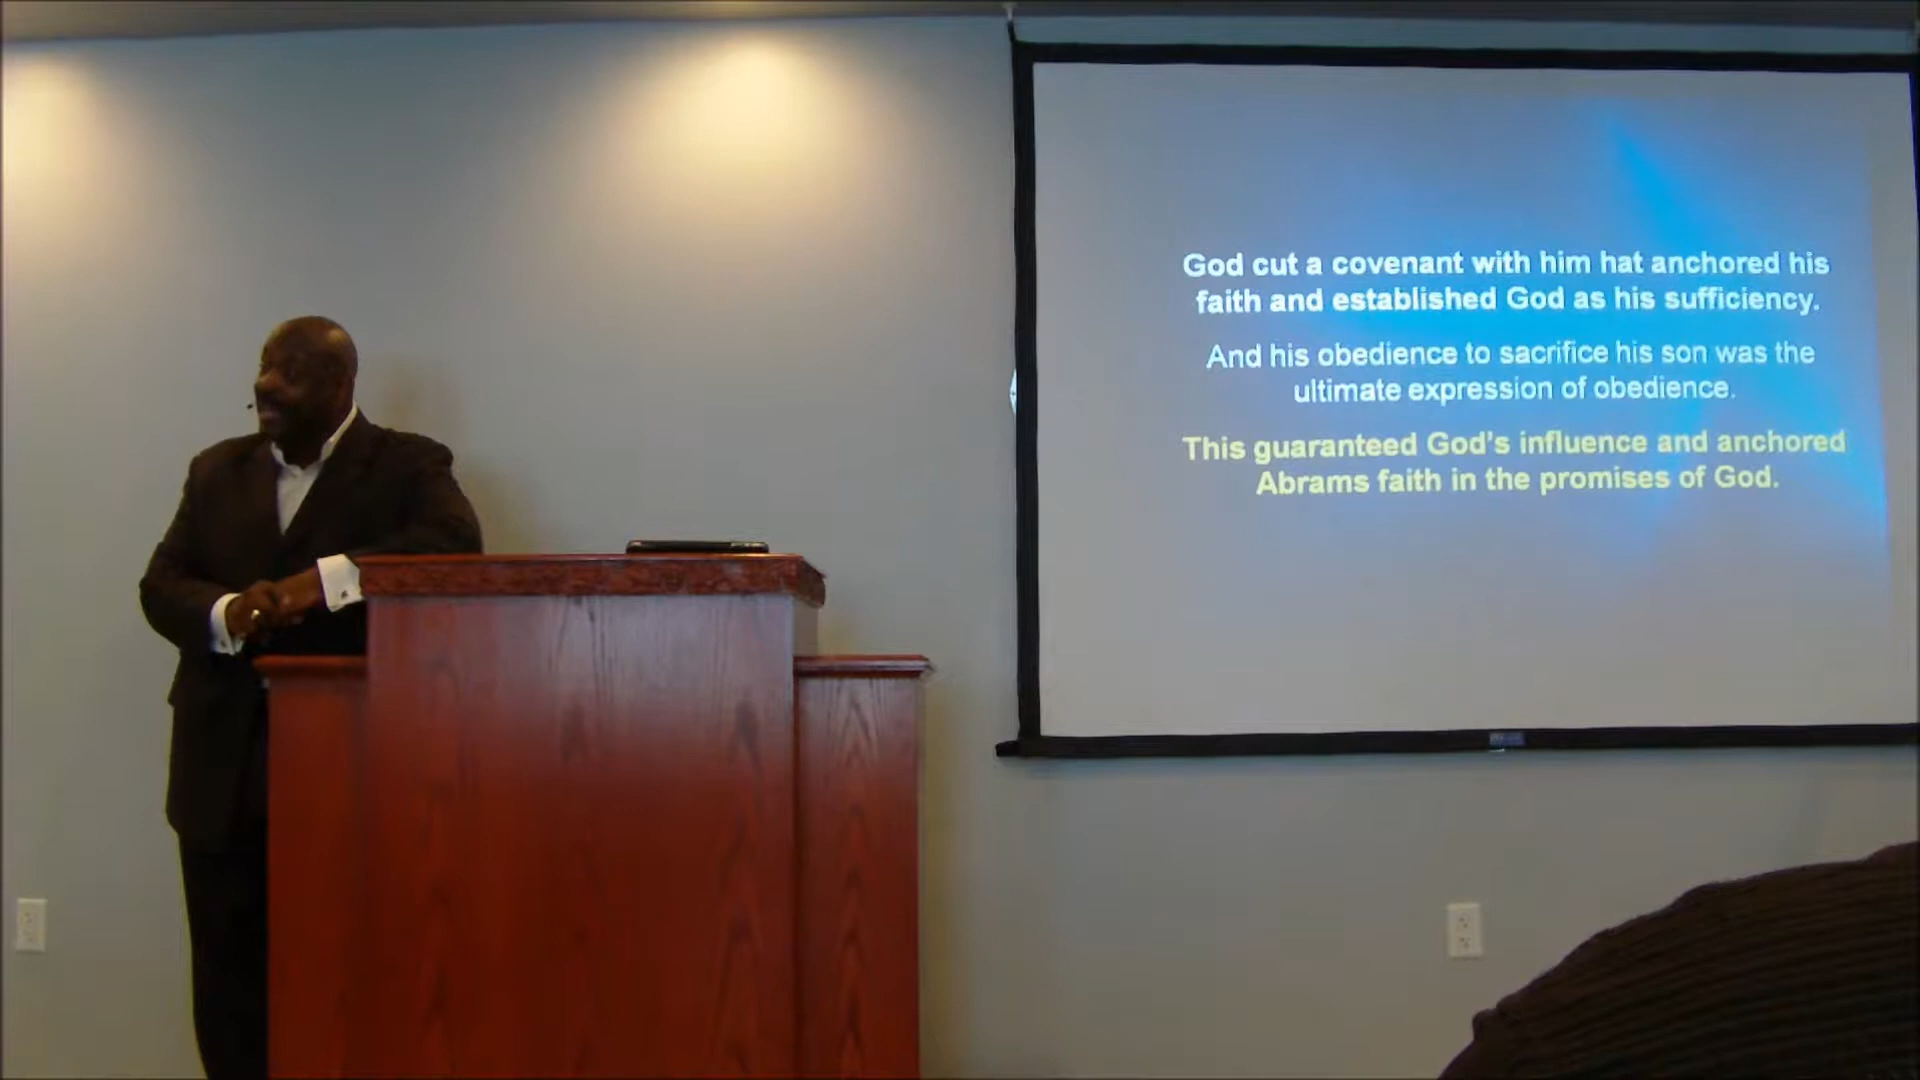 God cut a covenant with him hat anchored his
faith and established God as his sufficiency.
And his obedience to sacrifice his son was the
ultimate expression of obedience.
This guaranteed God's influence and anchored
Abrams faith in the promises of God.